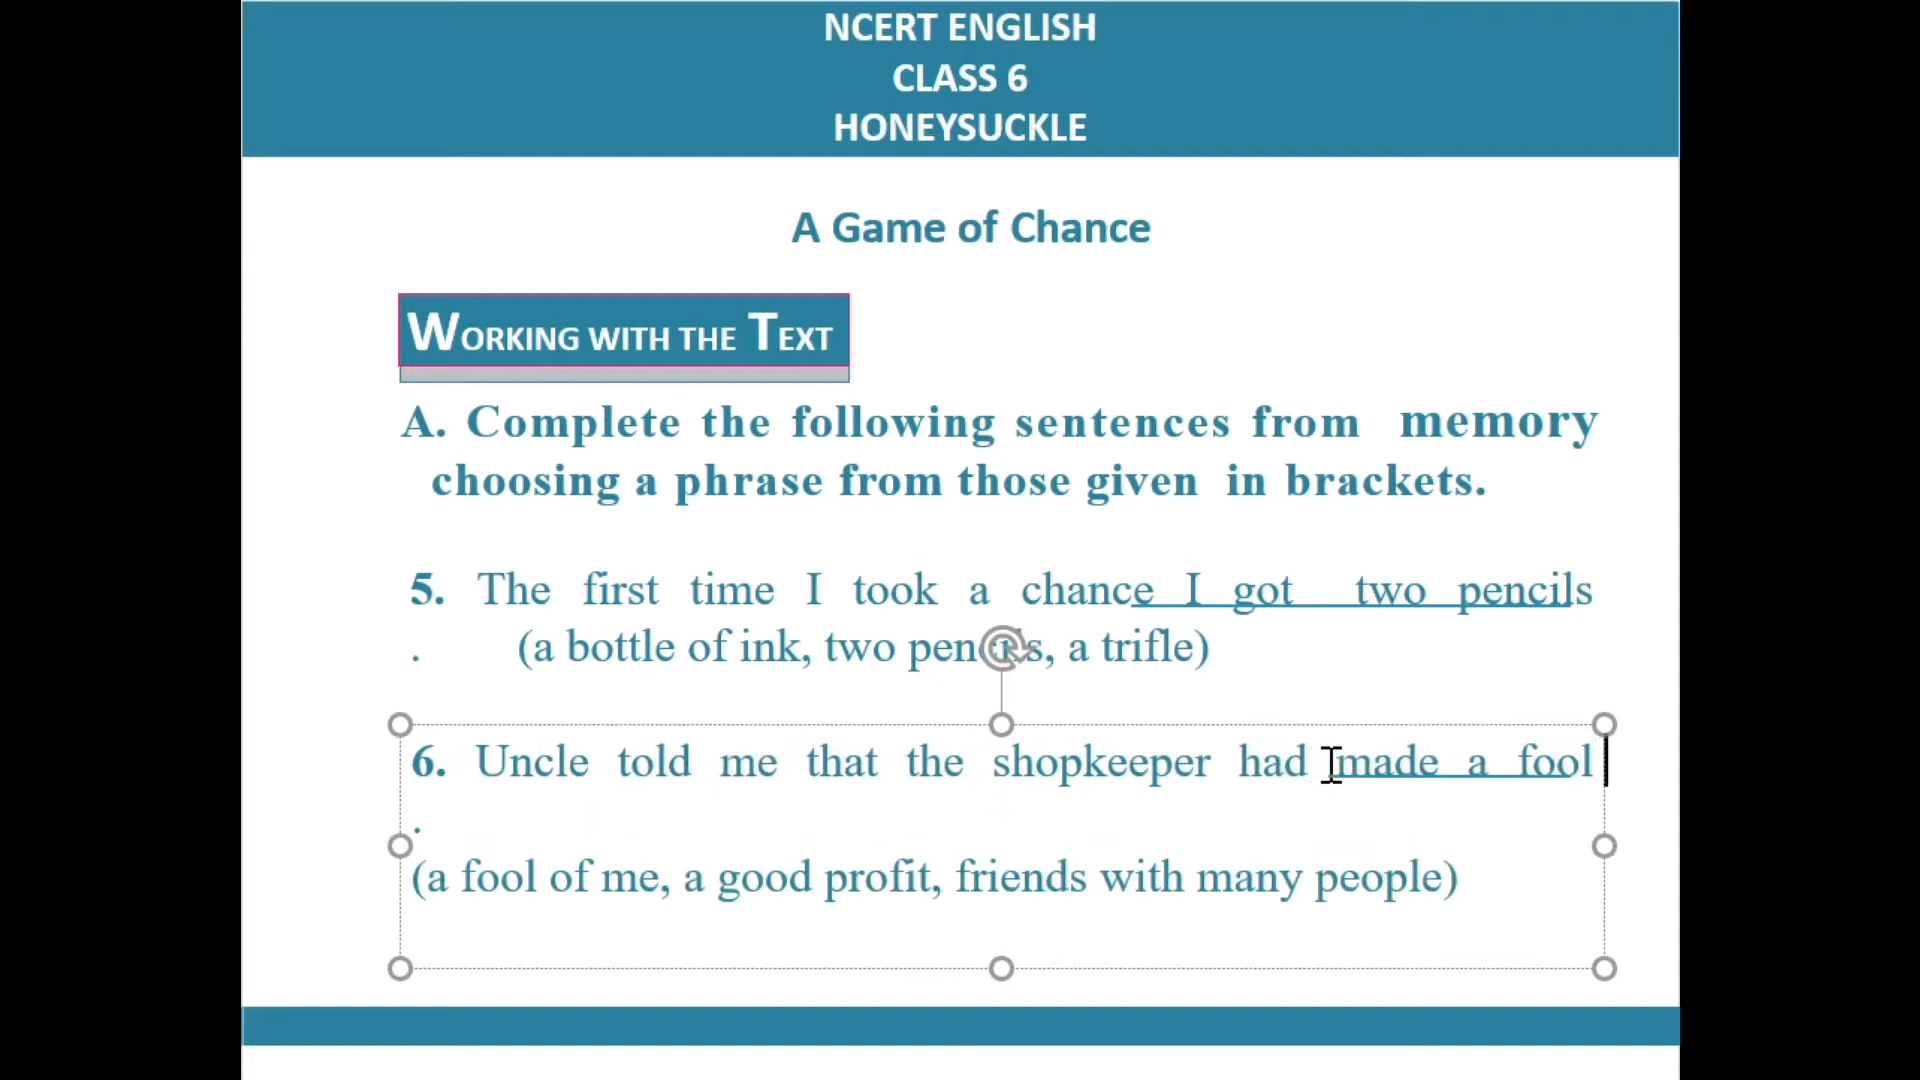 NCERT ENGLISH
CLASS 6
HONEYSUCKLE
A Game of Chance
WORKING WITH THE TEXT
A. Complete the following sentences from memory
choosing a phrase from those given in brackets.
5. The first time I took a chance I got two pencils
. (a bottle of ink, two pencils, a trifle)
6. Uncle told me that the shopkeeper had made a fool
.
(a fool of me, a good profit, friends with many people)